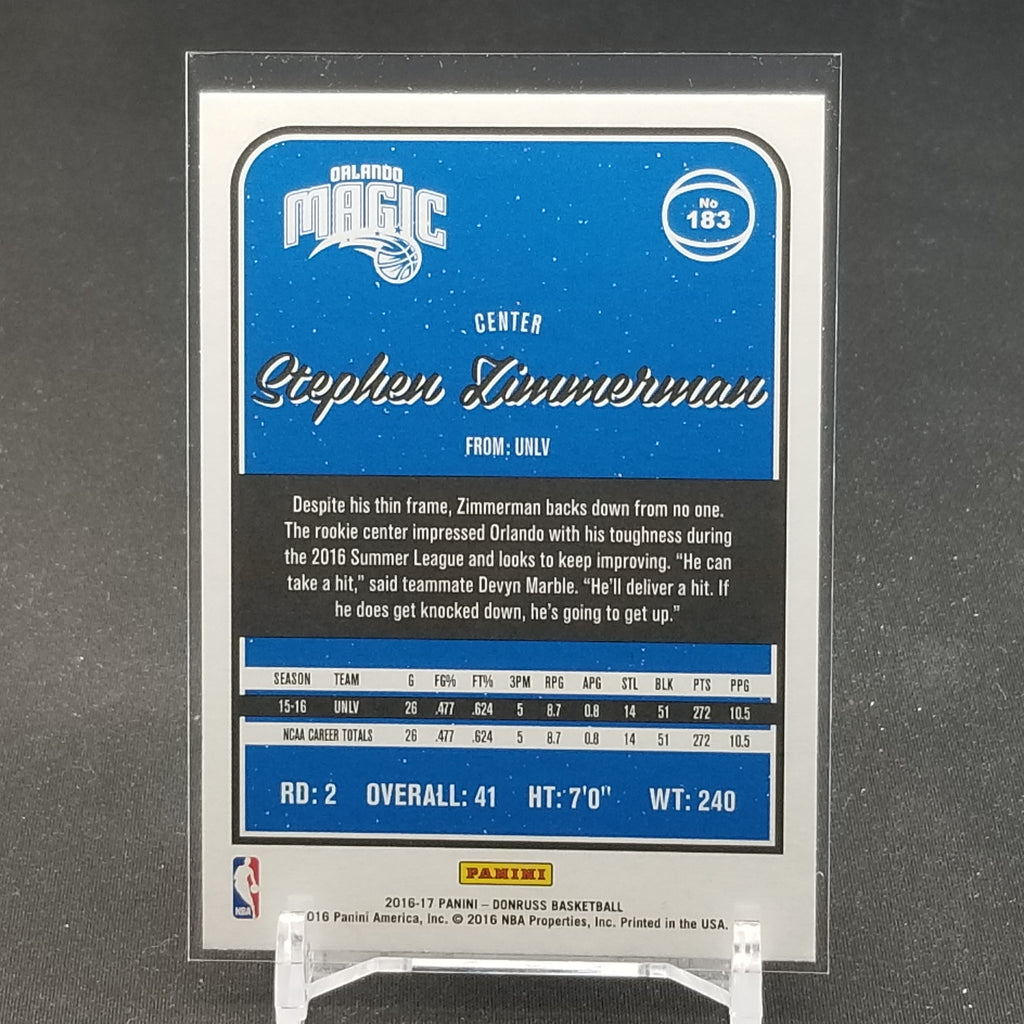 ORLANDO
MAGIC
No
183
CENTER
Stephen Zimmerman
FROM: UNLV
Despite his thin frame, Zimmerman backs down from no one.
The rookie center impressed Orlando with his toughness during
the 2016 Summer League and looks to keep improving. “He can
take a hit,” said teammate Devyn Marble. “He’ll deliver a hit. If
he does get knocked down, he’s going to get up.”
SEASON TEAM G FG% FT% 3PM RPG APG STL BLK PTS PPG
15-16 UNLV 26 .477 .624 5 8.7 0.8 14 51 272 10.5
NCAA CAREER TOTALS 26 .477 .624 5 8.7 0.8 14 51 272 10.5
RD: 2 OVERALL: 41 HT: 7'0" WT: 240
NBA
PANINI
2016-17 PANINI – DONRUSS BASKETBALL
016 Panini America, Inc. © 2016 NBA Properties, Inc. Printed in the USA.